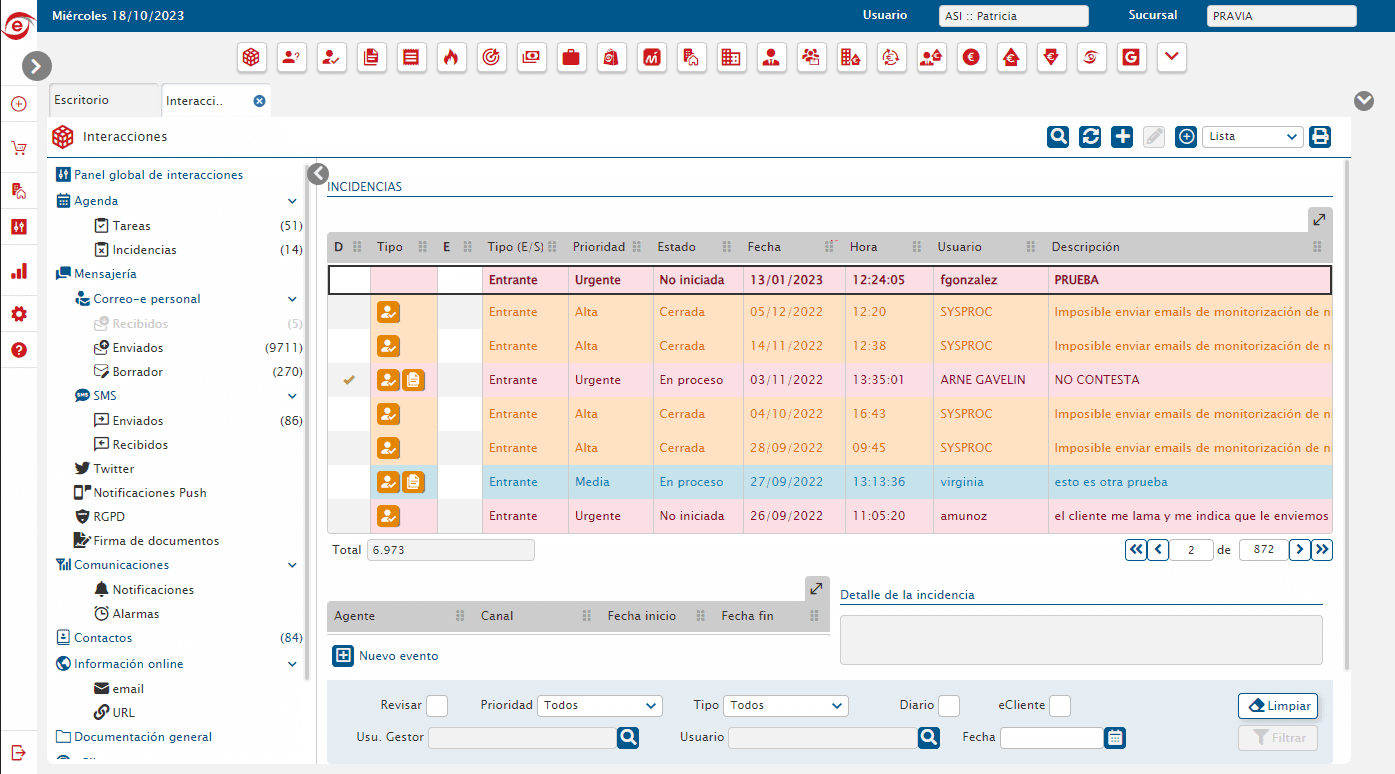 Miércoles 18/10/2023 Usuario ASI :: Patricia Sucursal PRAVIA
Escritorio Interacci..
Interacciones Lista
Panel global de interacciones
Agenda
Tareas (51)
Incidencias (14)
Mensajería
Correo-e personal
Recibidos (5)
Enviados (9711)
Borrador (270)
SMS
Enviados (86)
Recibidos
Twitter
Notificaciones Push
RGPD
Firma de documentos
Comunicaciones
Notificaciones
Alarmas
Contactos (84)
Información online
email
URL
Documentación general
INCIDENCIAS
D Tipo E Tipo (E/S) Prioridad Estado Fecha Hora Usuario Descripción
Entrante Urgente No iniciada 13/01/2023 12:24:05 fgonzalez PRUEBA
Entrante Alta Cerrada 05/12/2022 12:20 SYSPROC Imposible enviar emails de monitorización de n
Entrante Alta Cerrada 14/11/2022 12:38 SYSPROC Imposible enviar emails de monitorización de n
Entrante Urgente En proceso 03/11/2022 13:35:01 ARNE GAVELIN NO CONTESTA
Entrante Alta Cerrada 04/10/2022 16:43 SYSPROC Imposible enviar emails de monitorización de n
Entrante Alta Cerrada 28/09/2022 09:45 SYSPROC Imposible enviar emails de monitorización de n
Entrante Media En proceso 27/09/2022 13:13:36 virginia esto es otra prueba
Entrante Urgente No iniciada 26/09/2022 11:05:20 amunoz el cliente me lama y me indica que le enviemos
Total 6.973 2 de 872
Agente Canal Fecha inicio Fecha fin
Nuevo evento
Detalle de la incidencia
Revisar Prioridad Todos Tipo Todos Diario eCliente Limpiar
Usu. Gestor Usuario Fecha Filtrar